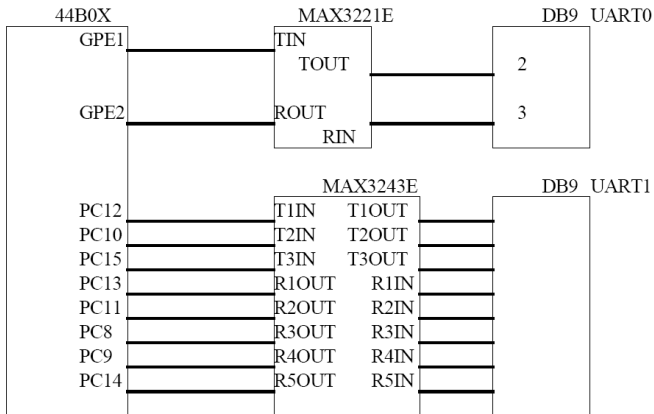 44B0X MAX3221E DB9 UART0
GPE1 TIN
TOUT 2
GPE2 ROUT 3
RIN
MAX3243E DB9 UART1
PC12 T1IN T1OUT
PC10 T2IN T2OUT
PC15 T3IN T3OUT
PC13 R1OUT R1IN
PC11 R2OUT R2IN
PC8 R3OUT R3IN
PC9 R4OUT R4IN
PC14 R5OUT R5IN